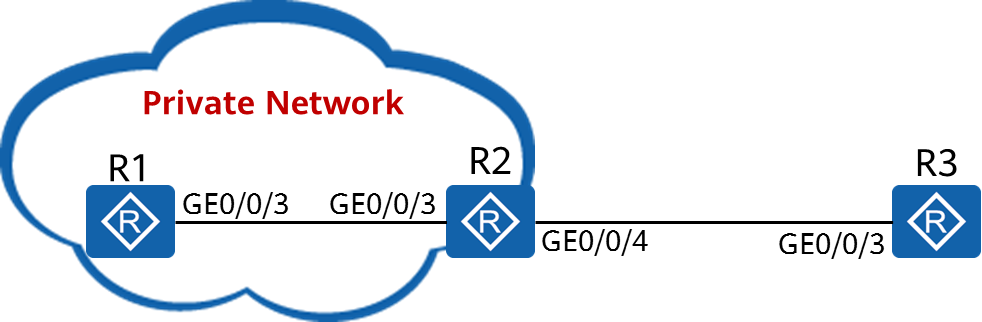 Private Network
R1
R2
R3
R
GE0/0/3
GE0/0/3
R
GE0/0/4
GE0/0/3
R